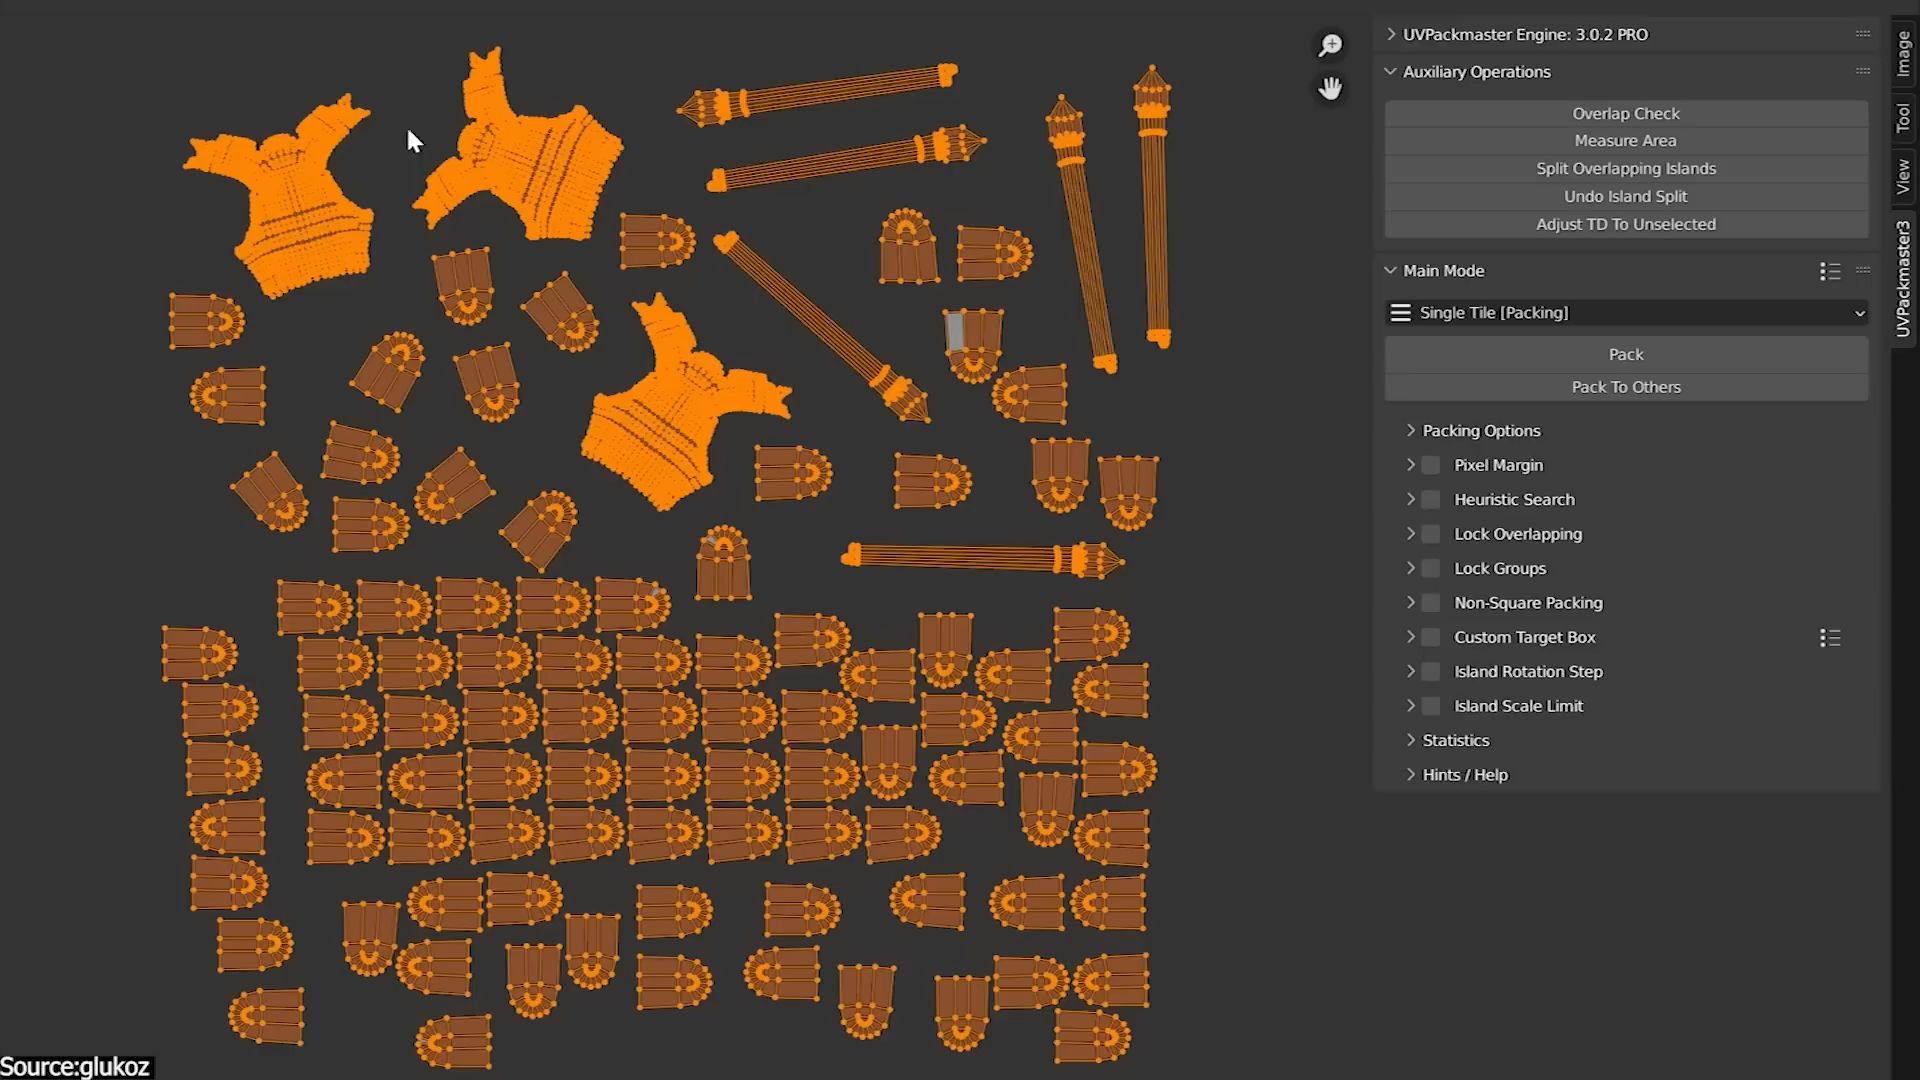 UVPackmaster Engine: 3.0.2 PRO
Auxiliary Operations
Overlap Check
Measure Area
Split Overlapping Islands
Undo Island Split
Adjust TD To Unselected
Main Mode
Single Tile [Packing]
Pack
Pack To Others
Packing Options
Pixel Margin
Heuristic Search
Lock Overlapping
Lock Groups
Non-Square Packing
Custom Target Box
Island Rotation Step
Island Scale Limit
Statistics
Hints / Help
Image
Tool
View
UVPackmaster3
Source:glukoz